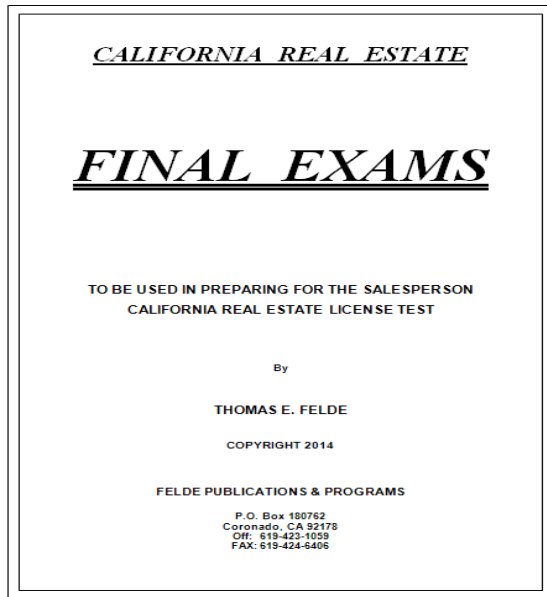 CALIFORNIA REAL ESTATE
FINAL EXAMS
TO BE USED IN PREPARING FOR THE SALESPERSON
CALIFORNIA REAL ESTATE LICENSE TEST
By
THOMAS E. FELDE
COPYRIGHT 2014
FELDE PUBLICATIONS & PROGRAMS
P.O. Box 180762
Coronado, CA 92178
Off: 619-423-1059
FAX: 619-424-6406